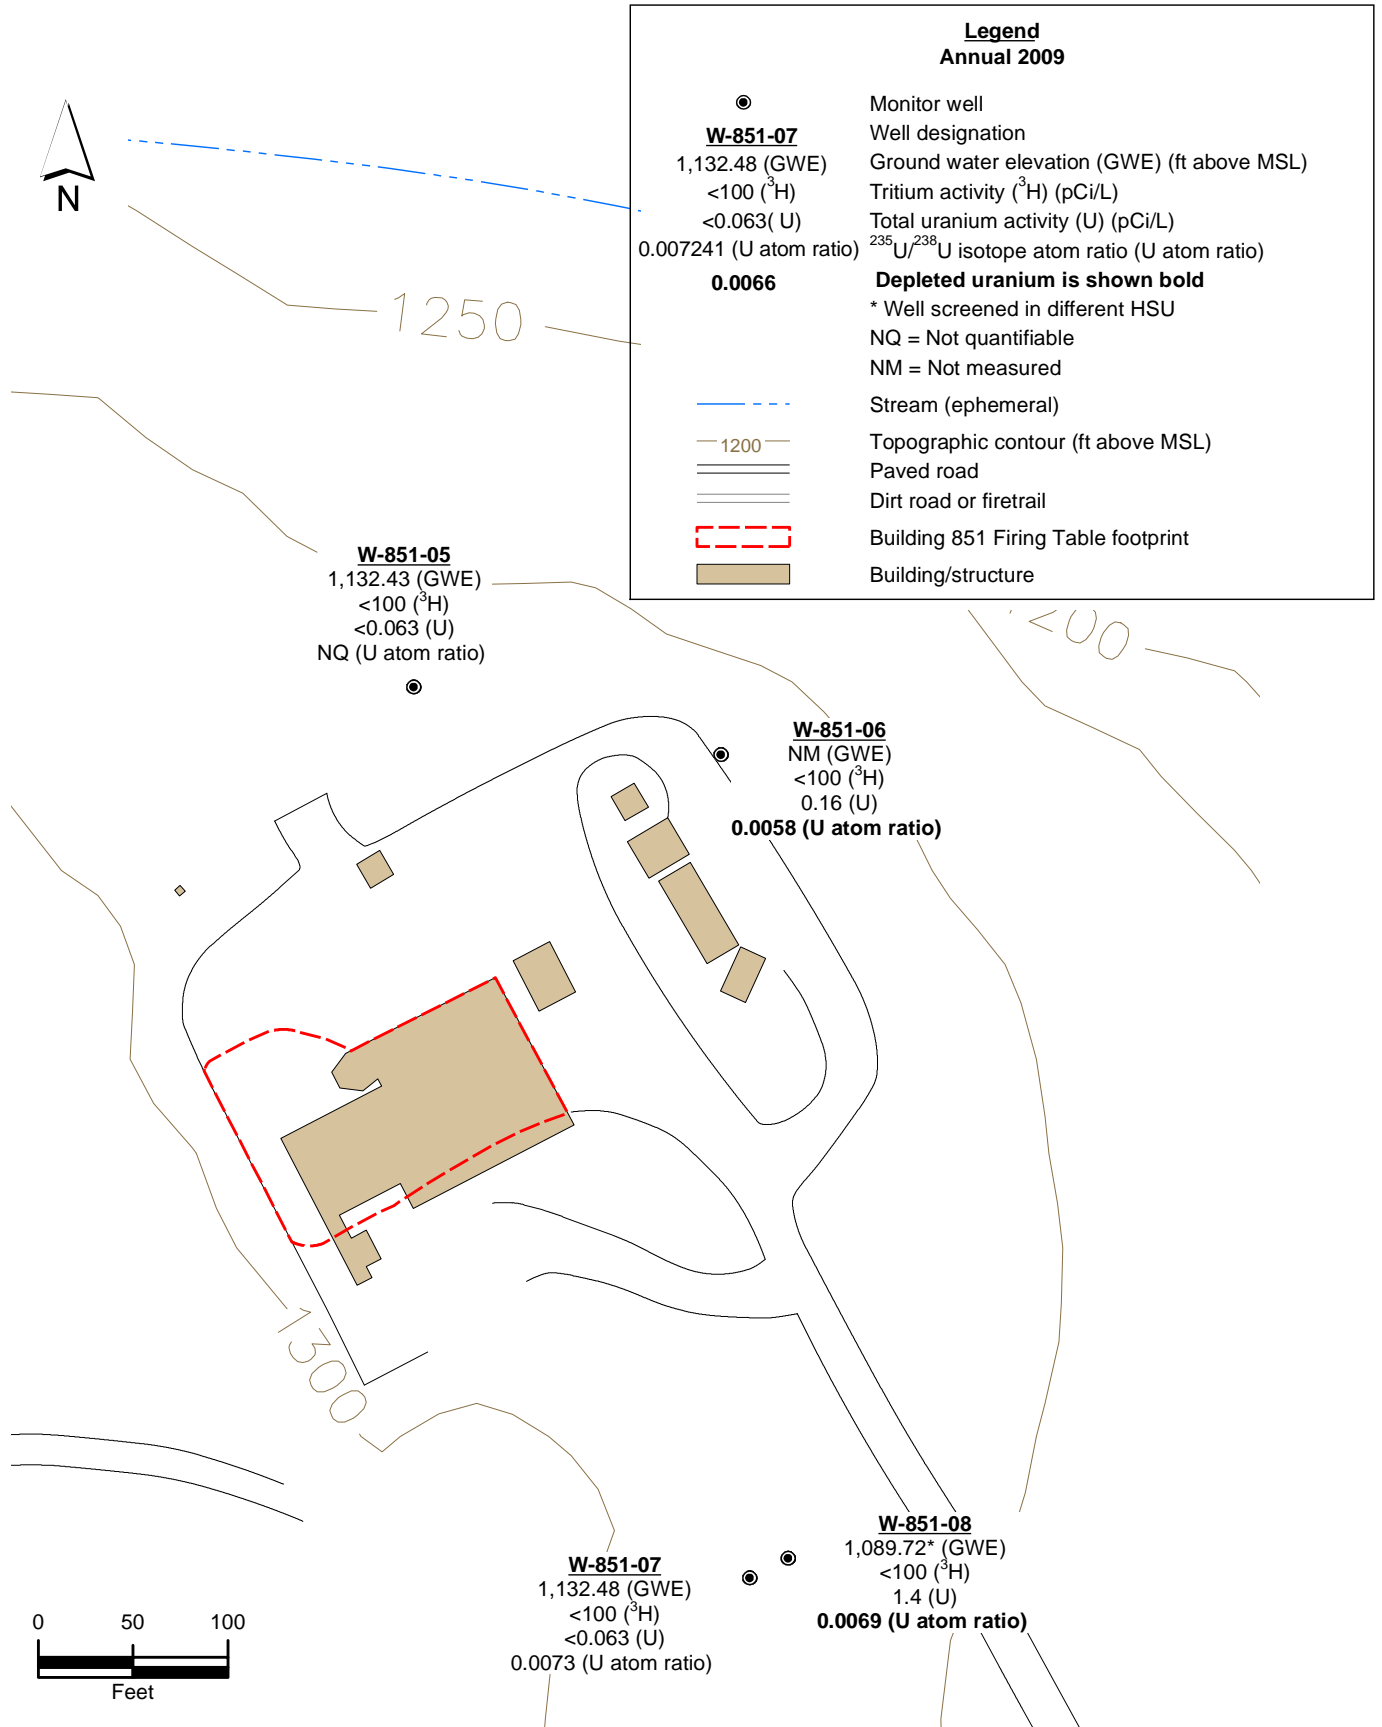 Legend
Annual 2009
Monitor well
W-851-07 Well designation
1,132.48 (GWE) Ground water elevation (GWE) (ft above MSL)
<100 (³H) Tritium activity (³H) (pCi/L)
<0.063( U) Total uranium activity (U) (pCi/L)
0.007241 (U atom ratio) ²³⁵U/²³⁸U isotope atom ratio (U atom ratio)
0.0066 Depleted uranium is shown bold
* Well screened in different HSU
NQ = Not quantifiable
NM = Not measured
Stream (ephemeral)
1200 Topographic contour (ft above MSL)
Paved road
Dirt road or firetrail
Building 851 Firing Table footprint
Building/structure
N
1250
1200
W-851-05
1,132.43 (GWE)
<100 (³H)
<0.063 (U)
NQ (U atom ratio)
W-851-06
NM (GWE)
<100 (³H)
0.16 (U)
0.0058 (U atom ratio)
1300
W-851-08
1,089.72* (GWE)
<100 (³H)
1.4 (U)
0.0069 (U atom ratio)
W-851-07
1,132.48 (GWE)
<100 (³H)
<0.063 (U)
0.0073 (U atom ratio)
0 50 100
Feet